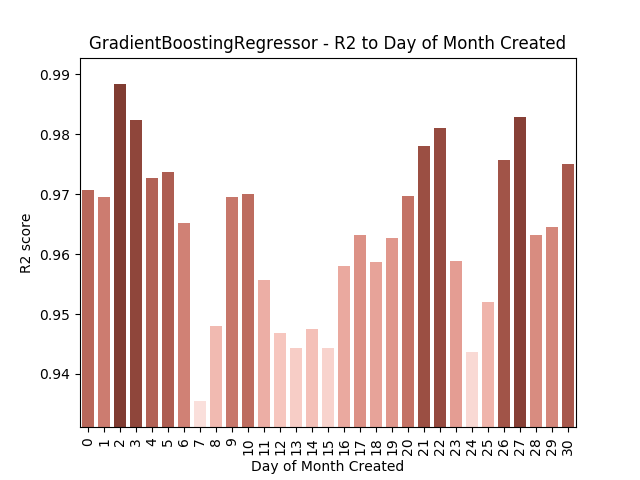 GradientBoostingRegressor - R2 to Day of Month Created
0.99
0.98
0.97
0.96
0.95
0.94
R2 score
0 1 2 3 4 5 6 7 8 9 10 11 12 13 14 15 16 17 18 19 20 21 22 23 24 25 26 27 28 29 30
Day of Month Created